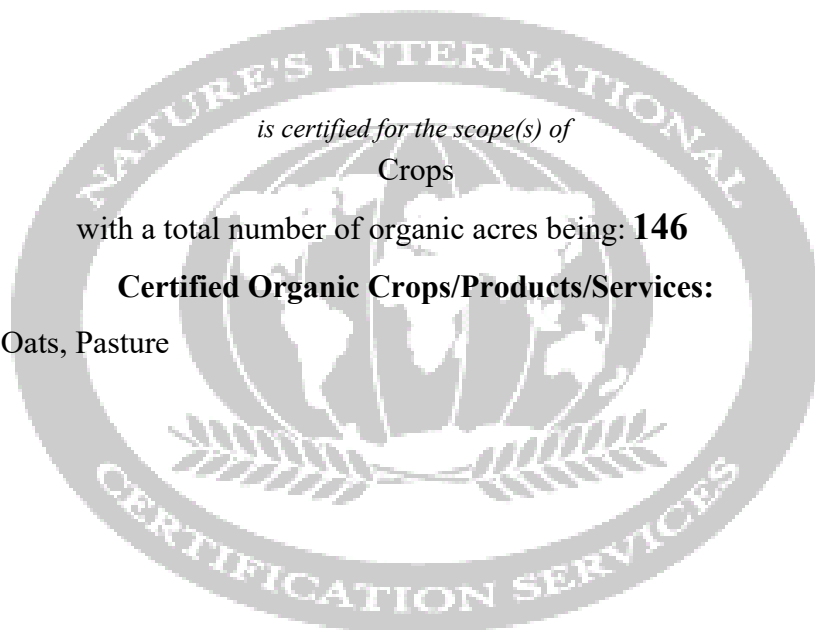 NATURE'S INTERNATIONAL
is certified for the scope(s) of
Crops
with a total number of organic acres being: 146
Certified Organic Crops/Products/Services:
Oats, Pasture
CERTIFICATION SERVICES